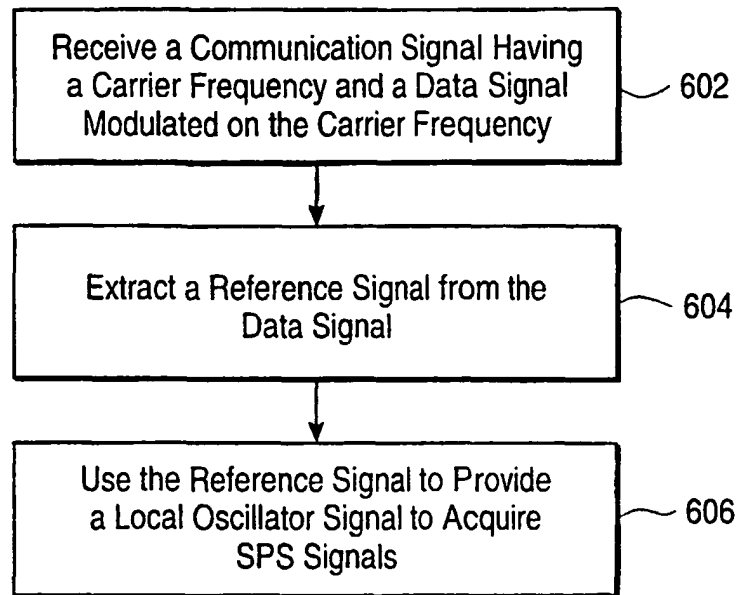 Receive a Communication Signal Having
a Carrier Frequency and a Data Signal
Modulated on the Carrier Frequency
602
Extract a Reference Signal from the
Data Signal
604
Use the Reference Signal to Provide
a Local Oscillator Signal to Acquire
SPS Signals
606